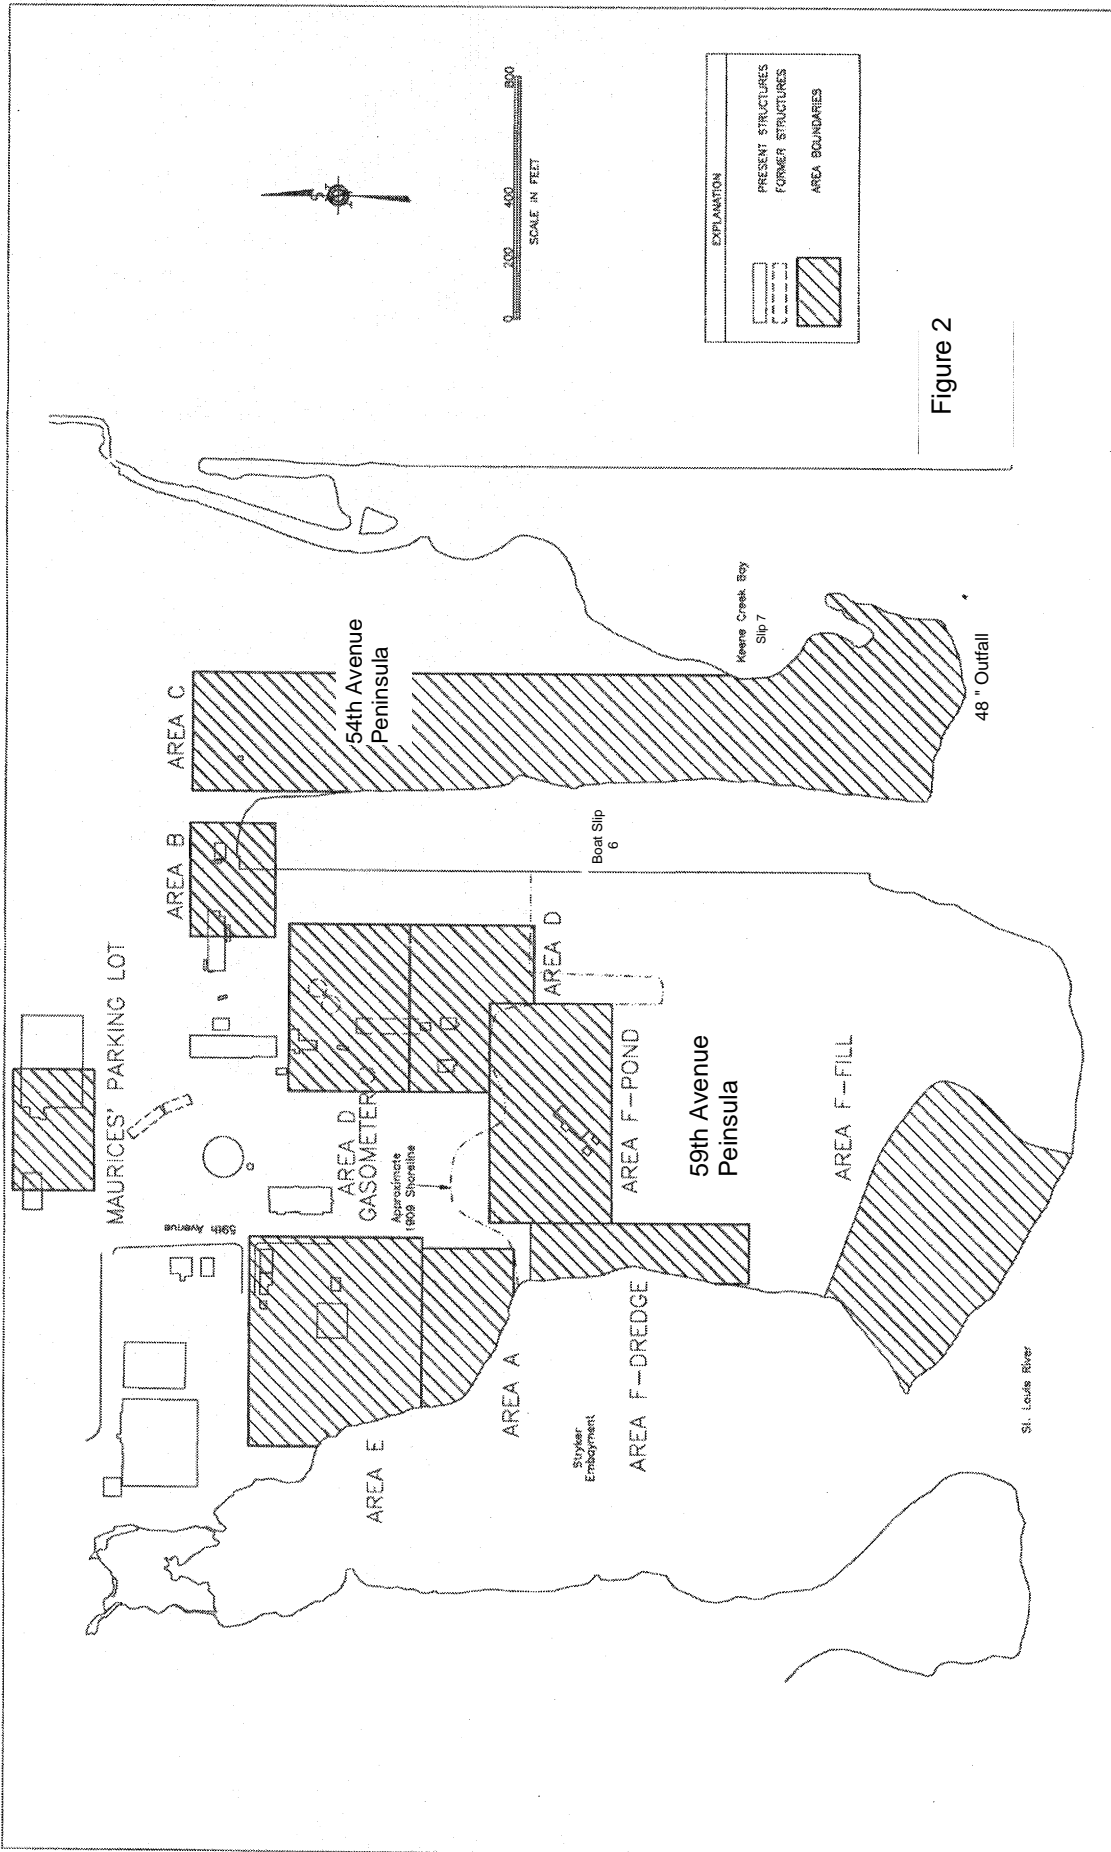 MAURICES' PARKING LOT
AREA B
AREA C
59th Avenue
AREA D
GASOMETER
Approximate
1909 Shoreline
54th Avenue
Peninsula
AREA E
AREA A
AREA D
Boat Slip
6
Stryker
Embayment
AREA F-DREDGE
AREA F-POND
59th Avenue
Peinsula
Keene Creek Bay
Slip 7
AREA F-FILL
48 " Outfall
St. Louis River
0 200 400 800
SCALE IN FEET
EXPLANATION
PRESENT STRUCTURES
FORMER STRUCTURES
AREA BOUNDARIES
Figure 2